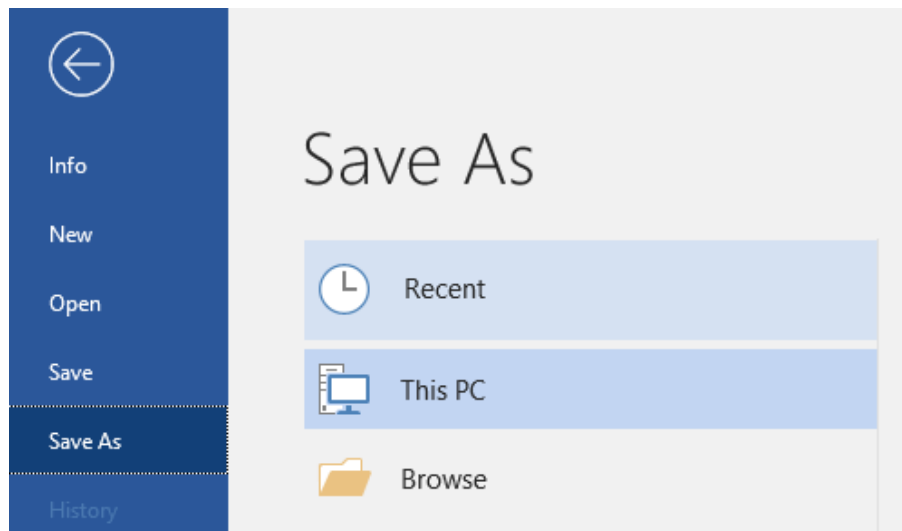 Info
New
Open
Save
Save As
History
Save As
Recent
This PC
Browse